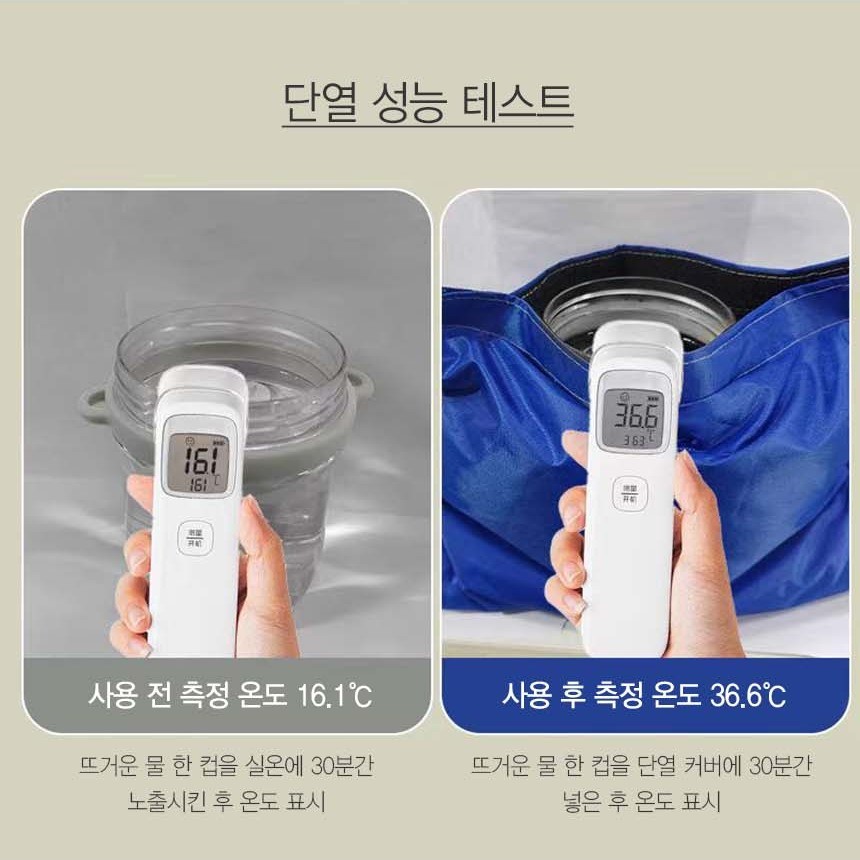 단열 성능 테스트
16.1
℃
161
测量
开机
36.6
℃
36.3
测量
开机
사용 전 측정 온도 16.1℃
사용 후 측정 온도 36.6℃
뜨거운 물 한 컵을 실온에 30분간
노출시킨 후 온도 표시
뜨거운 물 한 컵을 단열 커버에 30분간
넣은 후 온도 표시